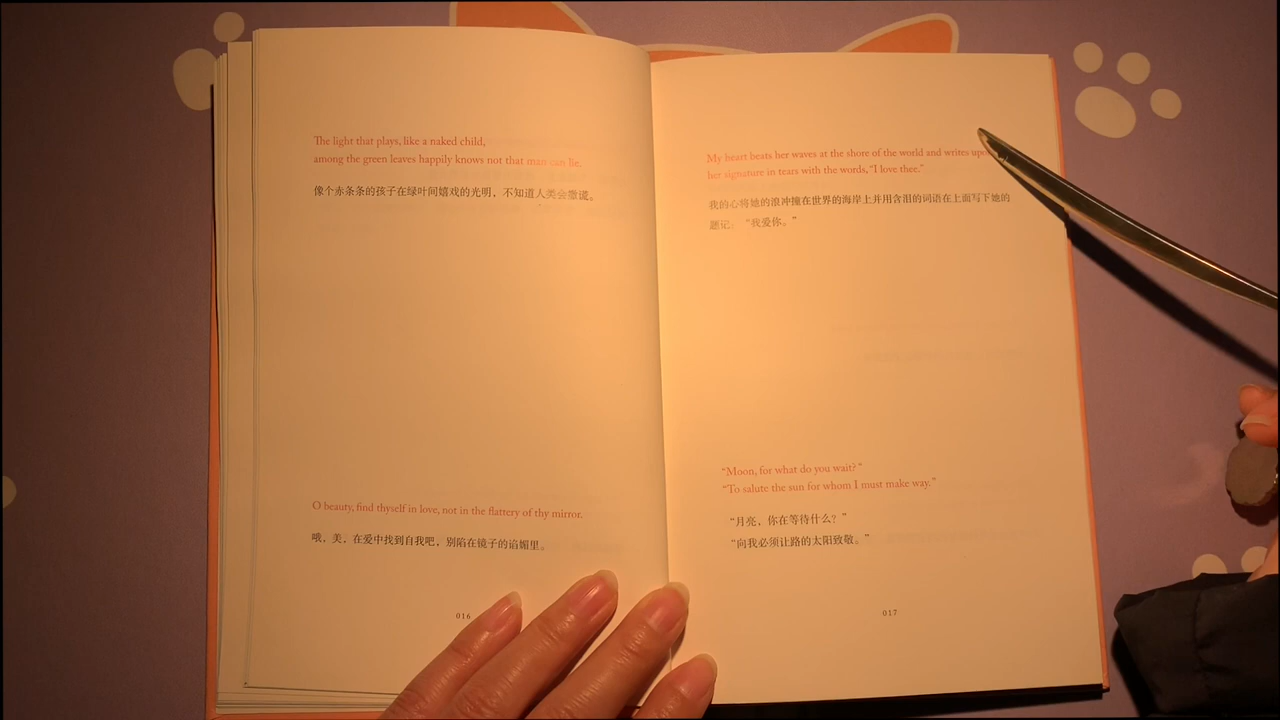 The light that plays, like a naked child,
among the green leaves happily knows not that man can lie.
像个赤条条的孩子在绿叶间嬉戏的光明，不知道人类会撒谎。
O beauty, find thyself in love, not in the flattery of thy mirror.
哦，美，在爱中找到自我吧，别陷在镜子的谄媚里。
016
My heart beats her waves at the shore of the world and writes upon
her signature in tears with the words, “I love thee.”
我的心将她的浪冲撞在世界的海岸上并用含泪的词语在上面写下她的
题记：“我爱你。”
“Moon, for what do you wait?”
“To salute the sun for whom I must make way.”
“月亮，你在等待什么？”
“向我必须让路的太阳致敬。”
017